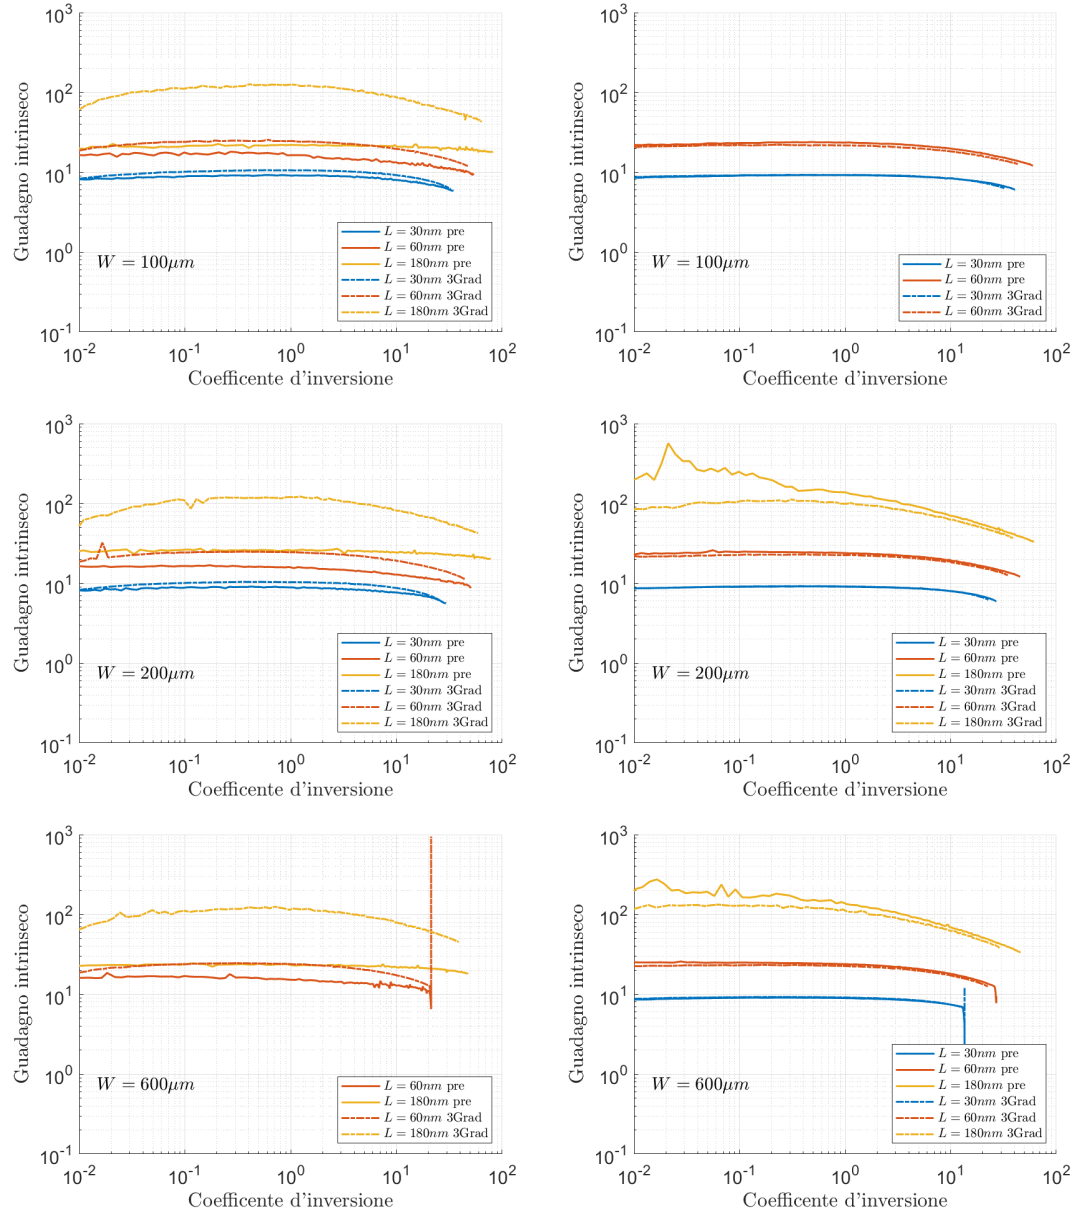 10^3
10^2
10^1
10^0
10^-1
Guadagno intrinseco
W = 100μm
L = 30nm pre
L = 60nm pre
L = 180nm pre
L = 30nm 3Grad
L = 60nm 3Grad
L = 180nm 3Grad
10^-2 10^-1 10^0 10^1 10^2
Coefficente d'inversione
10^3
10^2
10^1
10^0
10^-1
Guadagno intrinseco
W = 100μm
L = 30nm pre
L = 60nm pre
L = 30nm 3Grad
L = 60nm 3Grad
10^-2 10^-1 10^0 10^1 10^2
Coefficente d'inversione
10^3
10^2
10^1
10^0
10^-1
Guadagno intrinseco
W = 200μm
L = 30nm pre
L = 60nm pre
L = 180nm pre
L = 30nm 3Grad
L = 60nm 3Grad
L = 180nm 3Grad
10^-2 10^-1 10^0 10^1 10^2
Coefficente d'inversione
10^3
10^2
10^1
10^0
10^-1
Guadagno intrinseco
W = 200μm
L = 30nm pre
L = 60nm pre
L = 180nm pre
L = 30nm 3Grad
L = 60nm 3Grad
L = 180nm 3Grad
10^-2 10^-1 10^0 10^1 10^2
Coefficente d'inversione
10^3
10^2
10^1
10^0
10^-1
Guadagno intrinseco
W = 600μm
L = 60nm pre
L = 180nm pre
L = 60nm 3Grad
L = 180nm 3Grad
10^-2 10^-1 10^0 10^1 10^2
Coefficente d'inversione
10^3
10^2
10^1
10^0
10^-1
Guadagno intrinseco
W = 600μm
L = 30nm pre
L = 60nm pre
L = 180nm pre
L = 30nm 3Grad
L = 60nm 3Grad
L = 180nm 3Grad
10^-2 10^-1 10^0 10^1 10^2
Coefficente d'inversione